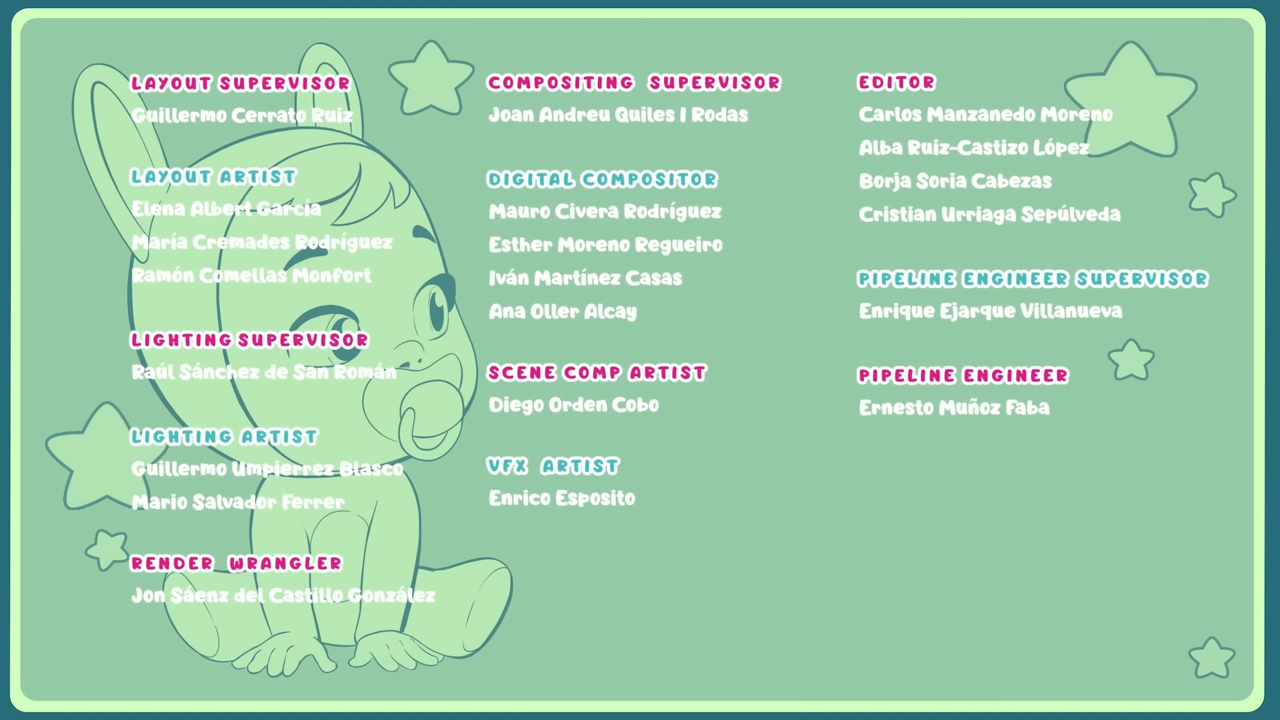 LAYOUT SUPERVISOR
Guillermo Cerrato Ruiz
LAYOUT ARTIST
Elena Albert García
María Cremades Rodríguez
Ramón Comellas Monfort
LIGHTING SUPERVISOR
Raúl Sánchez de San Román
LIGHTING ARTIST
Guillermo Umpierrez Blasco
Mario Salvador Ferrer
RENDER WRANGLER
Jon Sáenz del Castillo González
COMPOSITING SUPERVISOR
Joan Andreu Quiles I Rodas
DIGITAL COMPOSITOR
Mauro Civera Rodríguez
Esther Moreno Regueiro
Iván Martínez Casas
Ana Oller Alcay
SCENE COMP ARTIST
Diego Orden Cobo
VFX ARTIST
Enrico Esposito
EDITOR
Carlos Manzanedo Moreno
Alba Ruiz-Castizo López
Borja Soria Cabezas
Cristian Urriaga Sepúlveda
PIPELINE ENGINEER SUPERVISOR
Enrique Ejarque Villanueva
PIPELINE ENGINEER
Ernesto Muñoz Faba